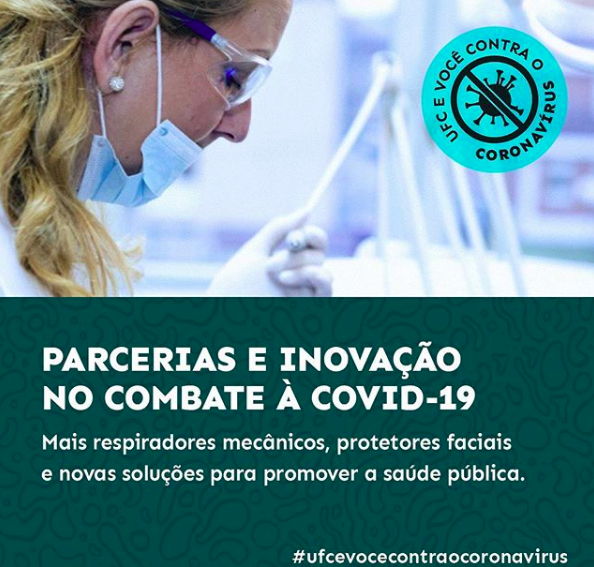 UFC E VOCÊ CONTRA O
CORONAVÍRUS
PARCERIAS E INOVAÇÃO
NO COMBATE À COVID-19
Mais respiradores mecânicos, protetores faciais
e novas soluções para promover a saúde pública.
#ufcevocecontraocoronavirus